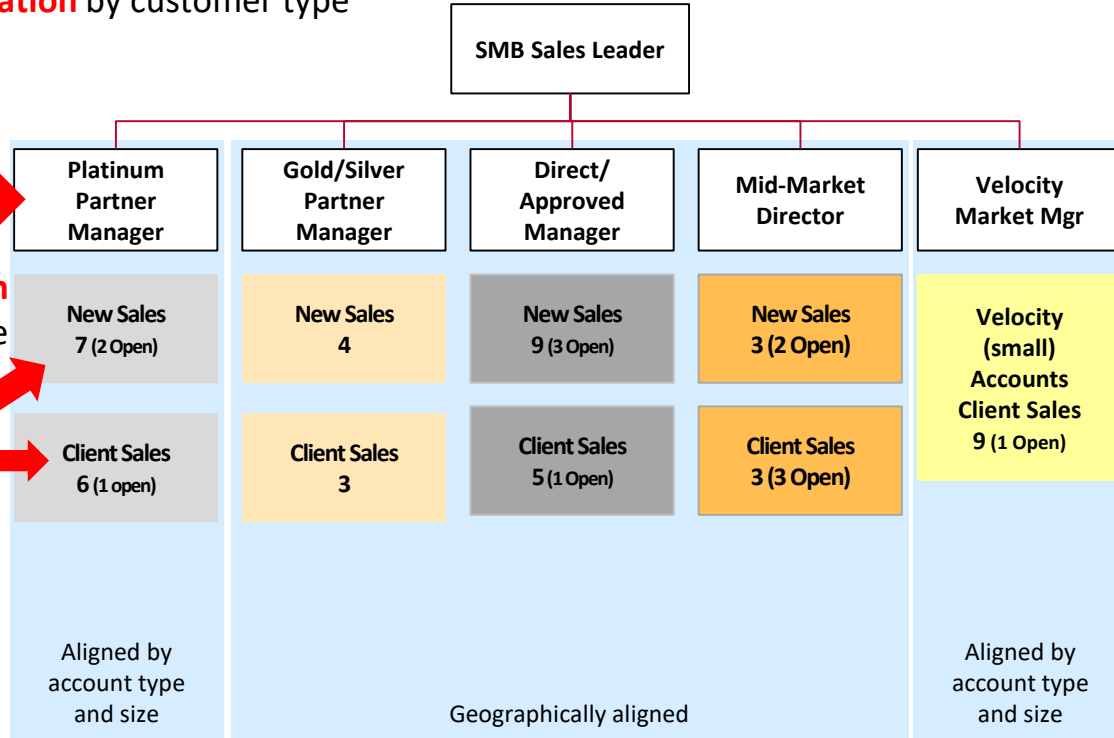 by customer type
SMB Sales Leader
Platinum
Partner
Manager
Gold/Silver
Partner
Manager
Direct/
Approved
Manager
Mid-Market
Director
Velocity
Market Mgr
New Sales
7 (2 Open)
New Sales
4
New Sales
9 (3 Open)
New Sales
3 (2 Open)
Velocity
(small)
Accounts
Client Sales
9 (1 Open)
Client Sales
6 (1 open)
Client Sales
3
Client Sales
5 (1 Open)
Client Sales
3 (3 Open)
Aligned by
account type
and size
Geographically aligned
Aligned by
account type
and size